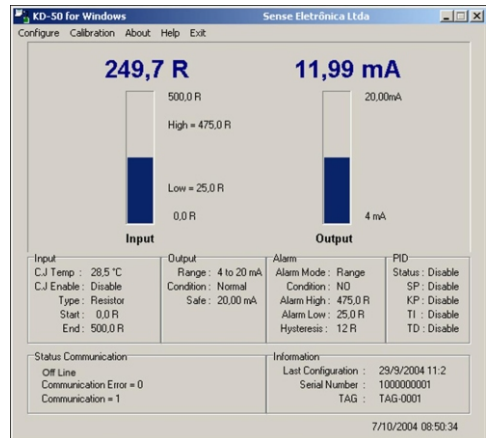 KD-50 for Windows Sense Eletrônica Ltda
Configure Calibration About Help Exit
249,7 R 11,99 mA
500,0 R 20,00mA
High = 475,0 R
Low = 25,0 R
0,0 R 4 mA
Input Output
Input Output Alarm PID
C.J Temp : 28,5 °C Range : 4 to 20 mA Alarm Mode : Range Status : Disable
C.J Enable : Disable Condition : Normal Condition : NO SP : Disable
Type : Resistor Safe : 20,00 mA Alarm High : 475,0 R KP : Disable
Start : 0,0 R Alarm Low : 25,0 R TI : Disable
End : 500,0 R Hysteresis : 12 R TD : Disable
Status Communication Information
Off Line Last Configuration : 29/9/2004 11:2
Communication Error = 0 Serial Number : 1000000001
Communication = 1 TAG : TAG-0001
7/10/2004 08:50:34